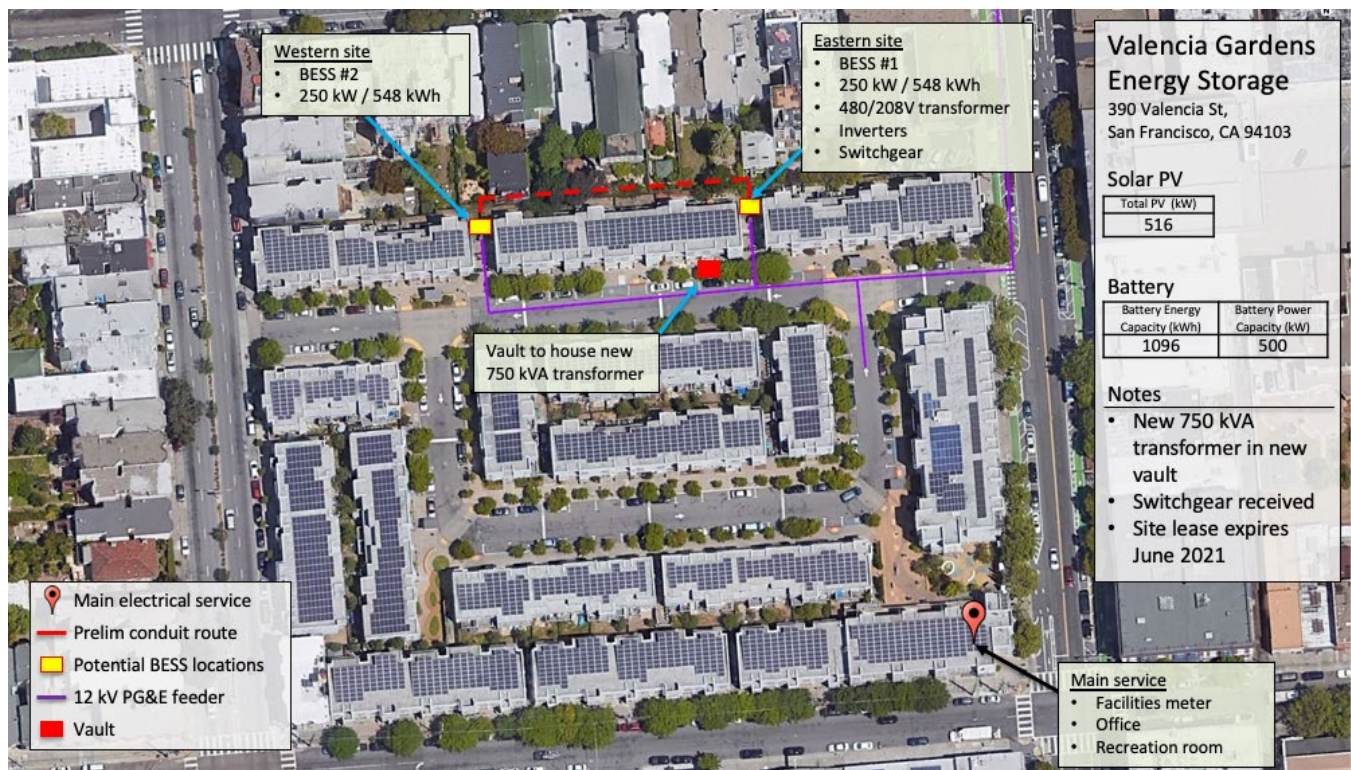 Western site
• BESS #2
• 250 kW / 548 kWh
Eastern site
• BESS #1
• 250 kW / 548 kWh
• 480/208V transformer
• Inverters
• Switchgear
Vault to house new
750 kVA transformer
Main electrical service
Prelim conduit route
Potential BESS locations
12 kV PG&E feeder
Vault
Main service
• Facilities meter
• Office
• Recreation room
Valencia Gardens
Energy Storage
390 Valencia St,
San Francisco, CA 94103
Solar PV
Total PV (kW)
516
Battery
Battery Energy
Capacity (kWh)
Battery Power
Capacity (kW)
1096
500
Notes
• New 750 kVA
transformer in new
vault
• Switchgear received
• Site lease expires
June 2021